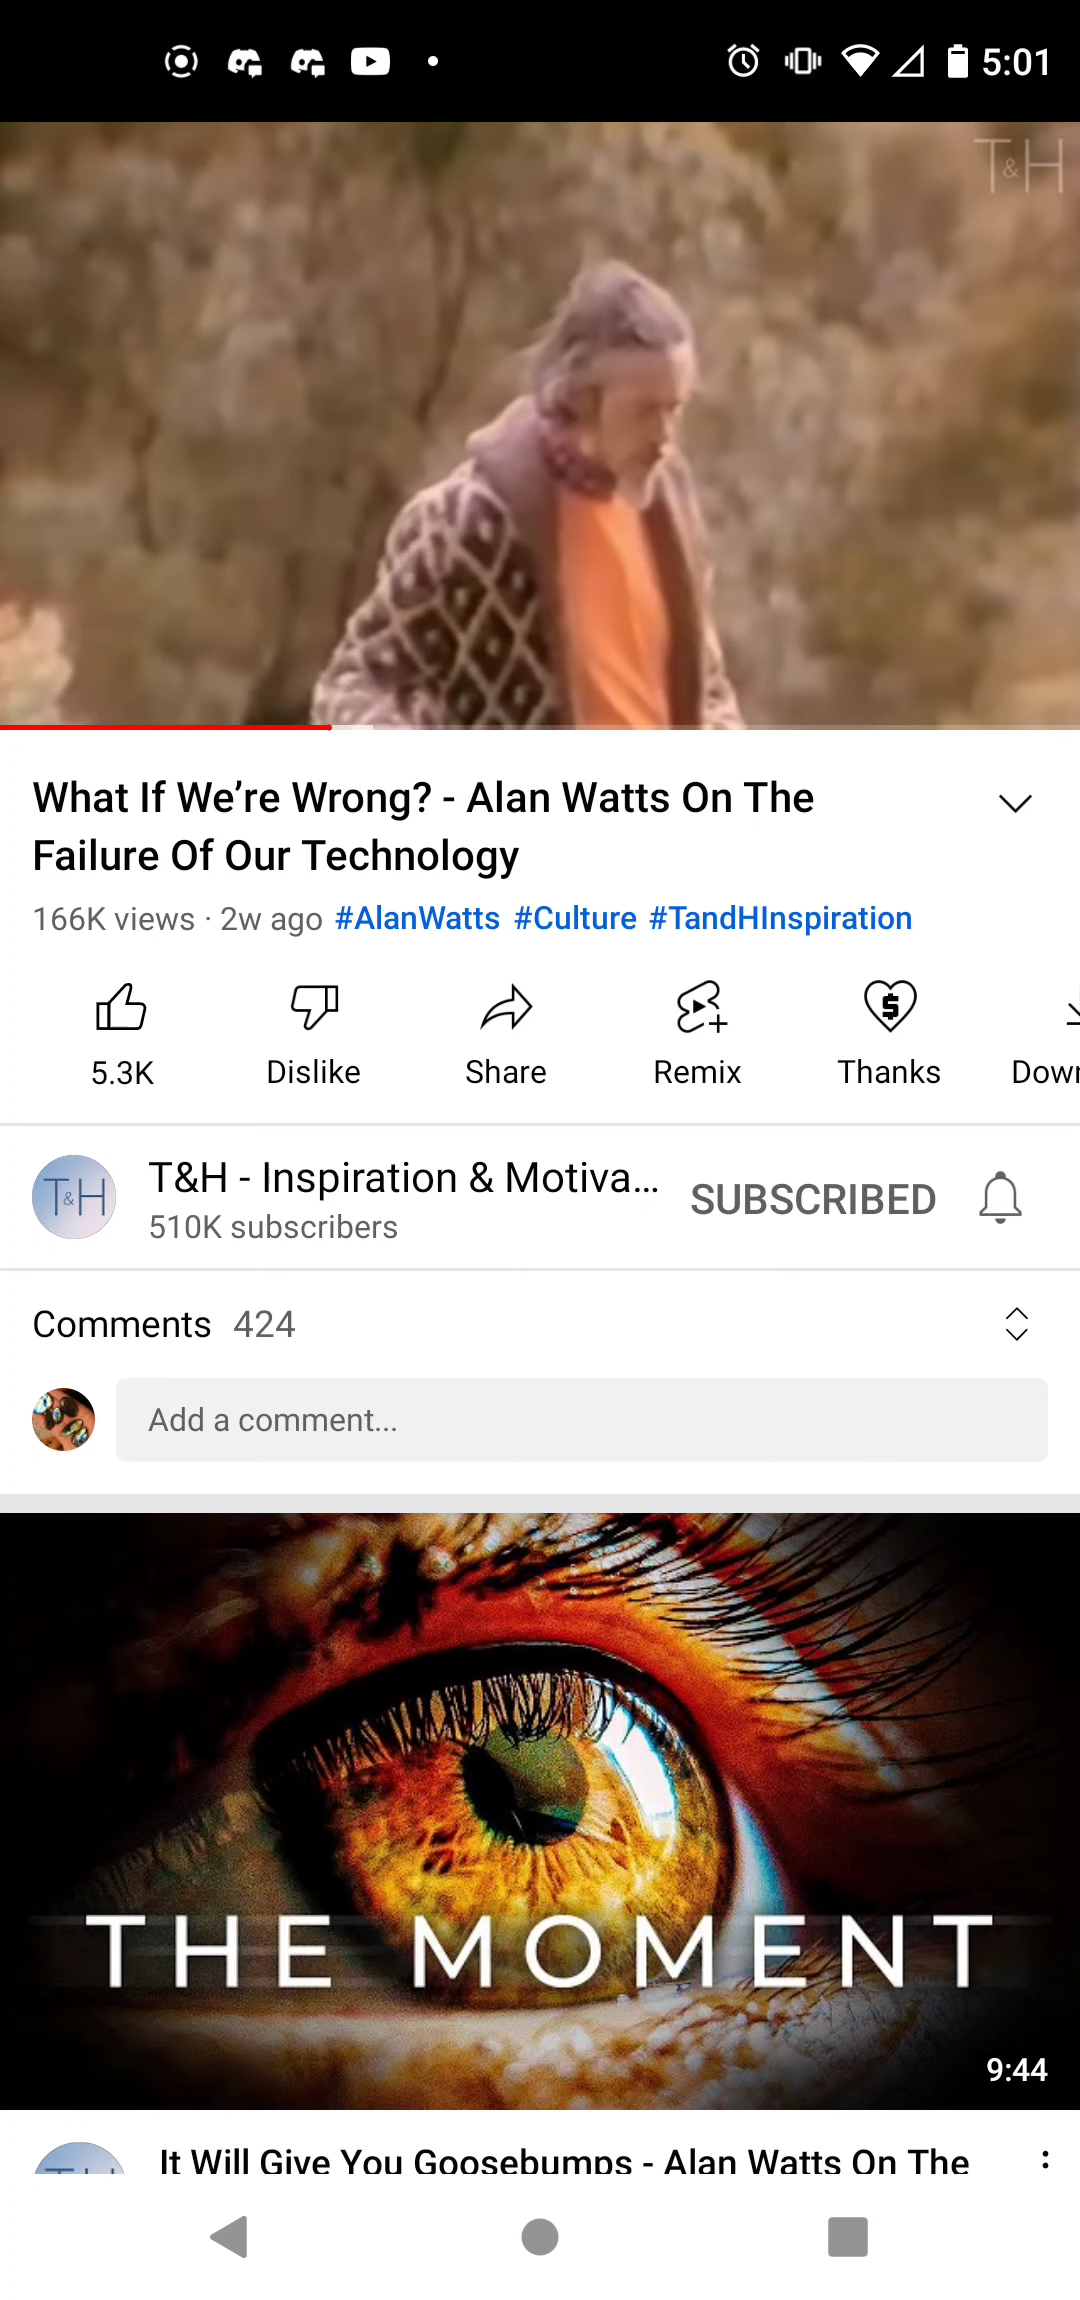 5:01
T&H
What If We’re Wrong? - Alan Watts On The
Failure Of Our Technology
166K views · 2w ago #AlanWatts #Culture #TandHInspiration
5.3K Dislike Share Remix Thanks Down
T&H T&H - Inspiration & Motiva... SUBSCRIBED
510K subscribers
Comments 424
Add a comment...
THE MOMENT
9:44
It Will Give You Goosebumps - Alan Watts On The